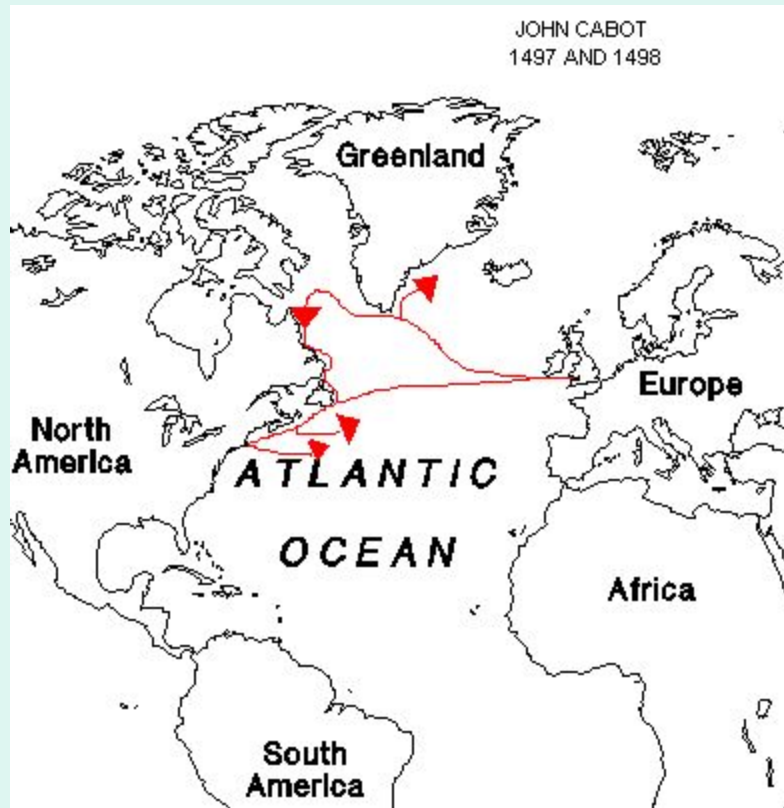 JOHN CABOT
1497 AND 1498
Greenland
Europe
North
America
ATLANTIC
OCEAN
Africa
South
America